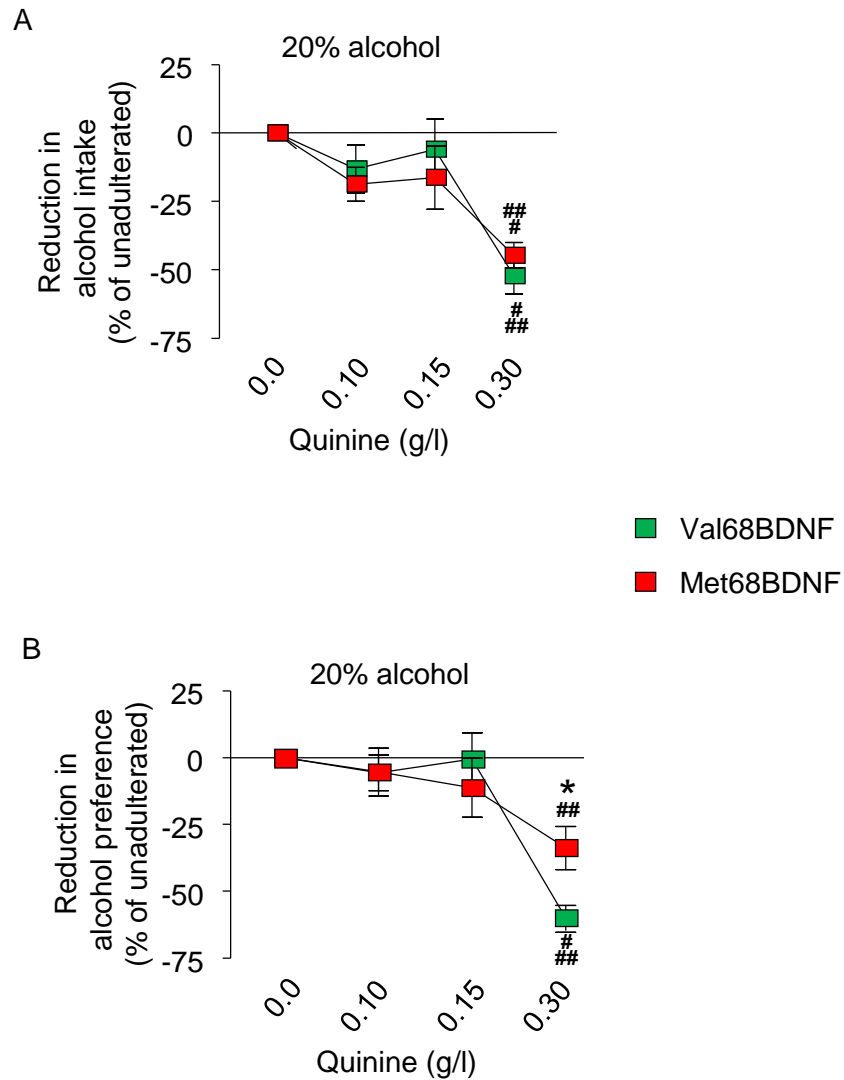 A
20% alcohol
Reduction in
alcohol intake
(% of unadulterated)
25
0
-25
-50
-75
##
#
#
##
0.0
0.10
0.15
0.30
Quinine (g/l)
Val68BDNF
Met68BDNF
B
20% alcohol
Reduction in
alcohol preference
(% of unadulterated)
25
0
-25
-50
-75
*
##
#
##
0.0
0.10
0.15
0.30
Quinine (g/l)